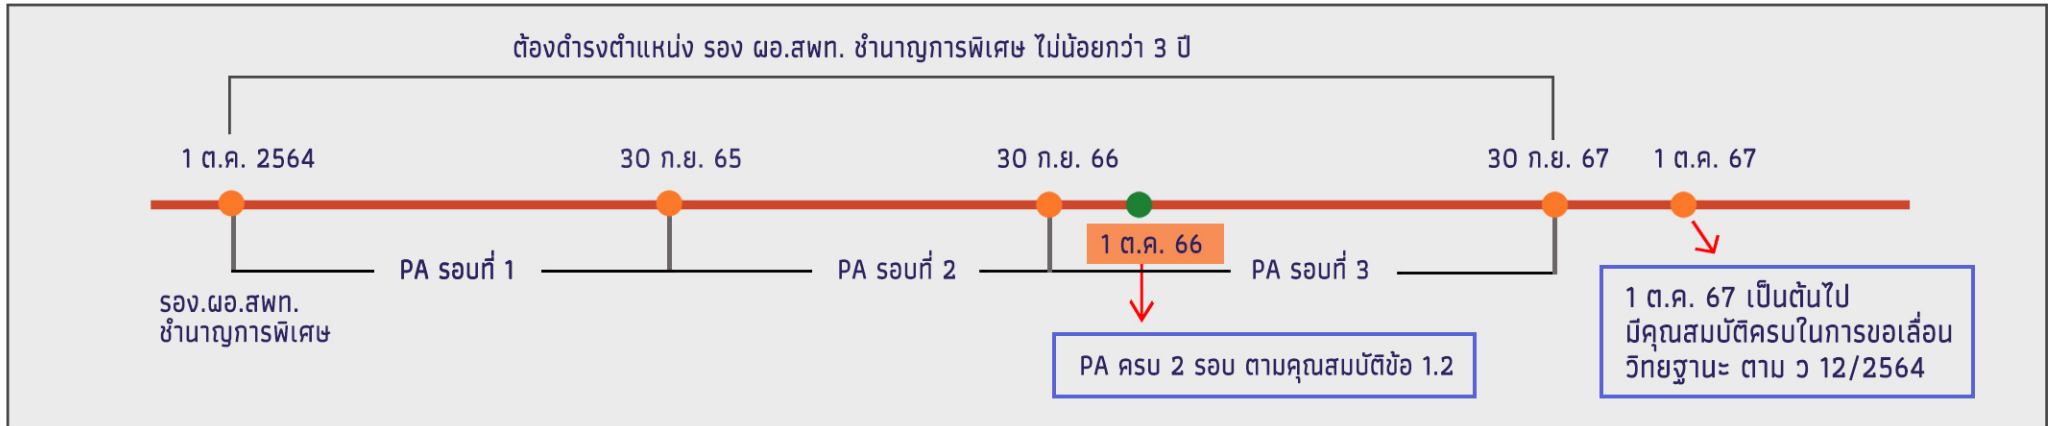 ต้องดำรงตำแหน่ง รอง ผอ.สพท. ชำนาญการพิเศษ ไม่น้อยกว่า 3 ปี
1 ต.ค. 2564
30 ก.ย. 65
30 ก.ย. 66
30 ก.ย. 67
1 ต.ค. 67
1 ต.ค. 66
PA รอบที่ 1
PA รอบที่ 2
PA รอบที่ 3
รอง.ผอ.สพท.
ชำนาญการพิเศษ
PA ครบ 2 รอบ ตามคุณสมบัติข้อ 1.2
1 ต.ค. 67 เป็นต้นไป
มีคุณสมบัติครบในการขอเลื่อน
วิทยฐานะ ตาม ว 12/2564